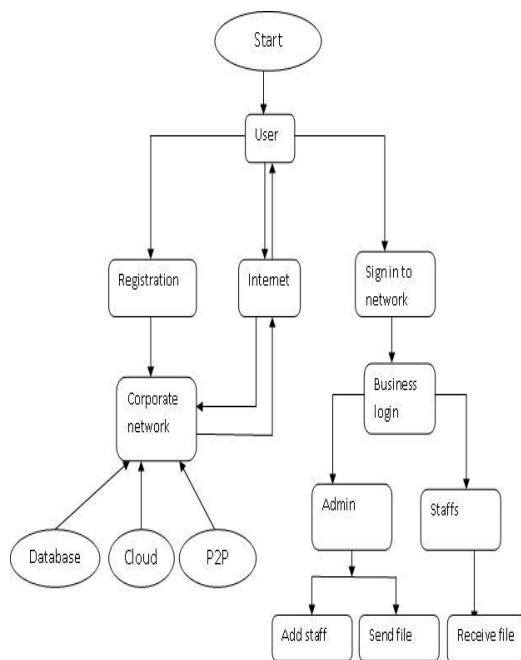 Start
User
Registration
Internet
Sign in to
network
Corporate
network
Business
login
Admin
Staffs
Database
Cloud
P2P
Add staff
Send file
Receive file